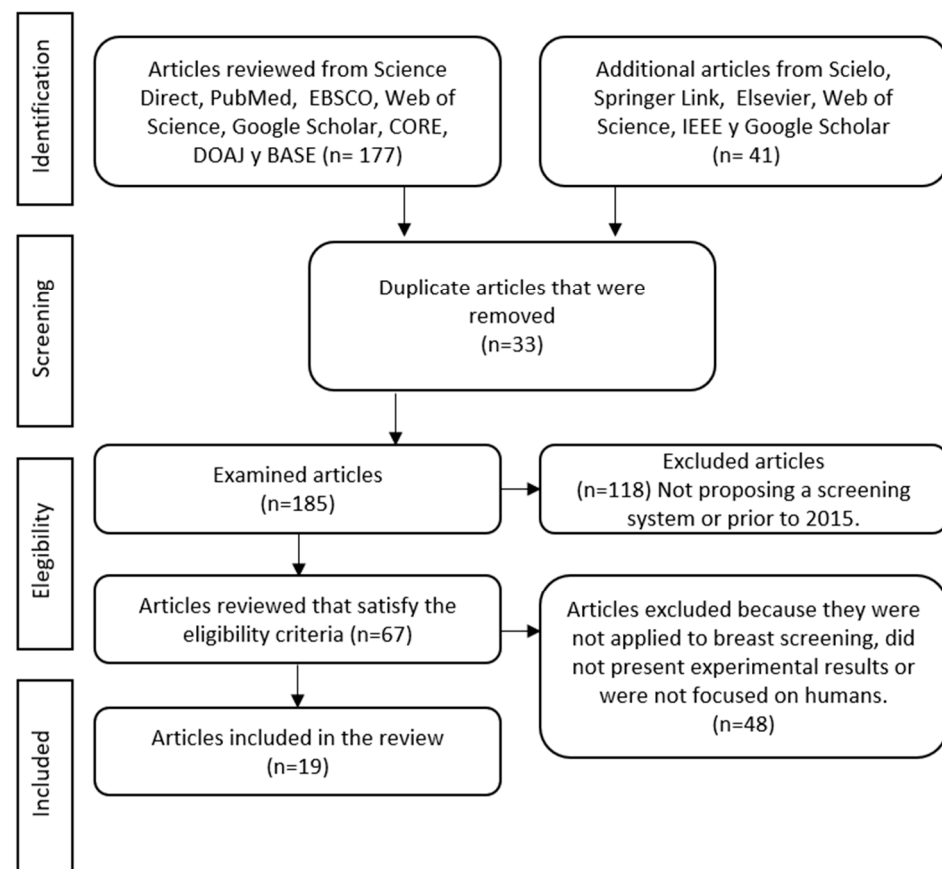 Identification
Articles reviewed from Science
Direct, PubMed, EBSCO, Web of
Science, Google Scholar, CORE,
DOAJ y BASE (n= 177)
Additional articles from Scielo,
Springer Link, Elsevier, Web of
Science, IEEE y Google Scholar
(n= 41)
Screening
Duplicate articles that were
removed
(n=33)
Elegibility
Examined articles
(n=185)
Excluded articles
(n=118) Not proposing a screening
system or prior to 2015.
Articles reviewed that satisfy the
eligibility criteria (n=67)
Articles excluded because they were
not applied to breast screening, did
not present experimental results or
were not focused on humans.
(n=48)
Included
Articles included in the review
(n=19)